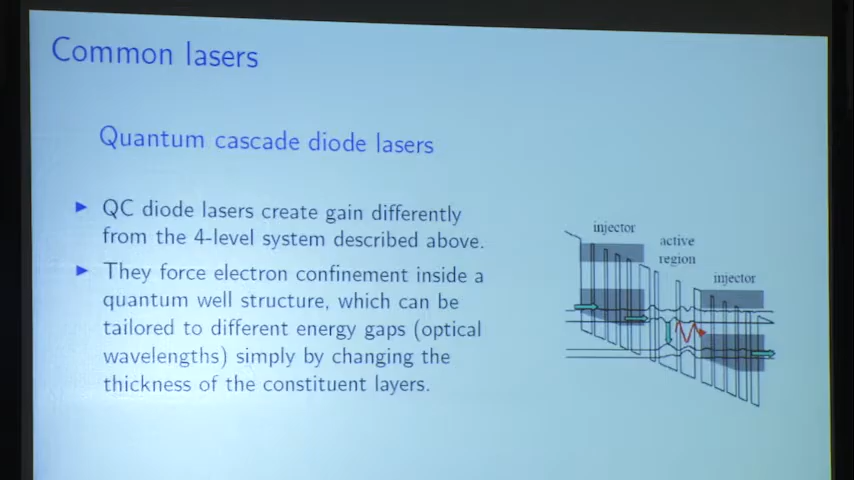 Common lasers
Quantum cascade diode lasers
► QC diode lasers create gain differently
from the 4-level system described above.
► They force electron confinement inside a
quantum well structure, which can be
tailored to different energy gaps (optical
wavelengths) simply by changing the
thickness of the constituent layers.
injector
active
region
injector